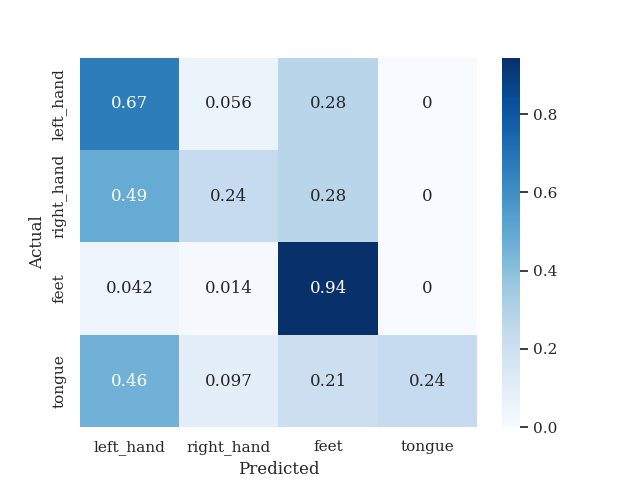 left_hand 0.67 0.056 0.28 0
right_hand 0.49 0.24 0.28 0
feet 0.042 0.014 0.94 0
tongue 0.46 0.097 0.21 0.24
left_hand right_hand feet tongue
Predicted
Actual
0.8
0.6
0.4
0.2
0.0